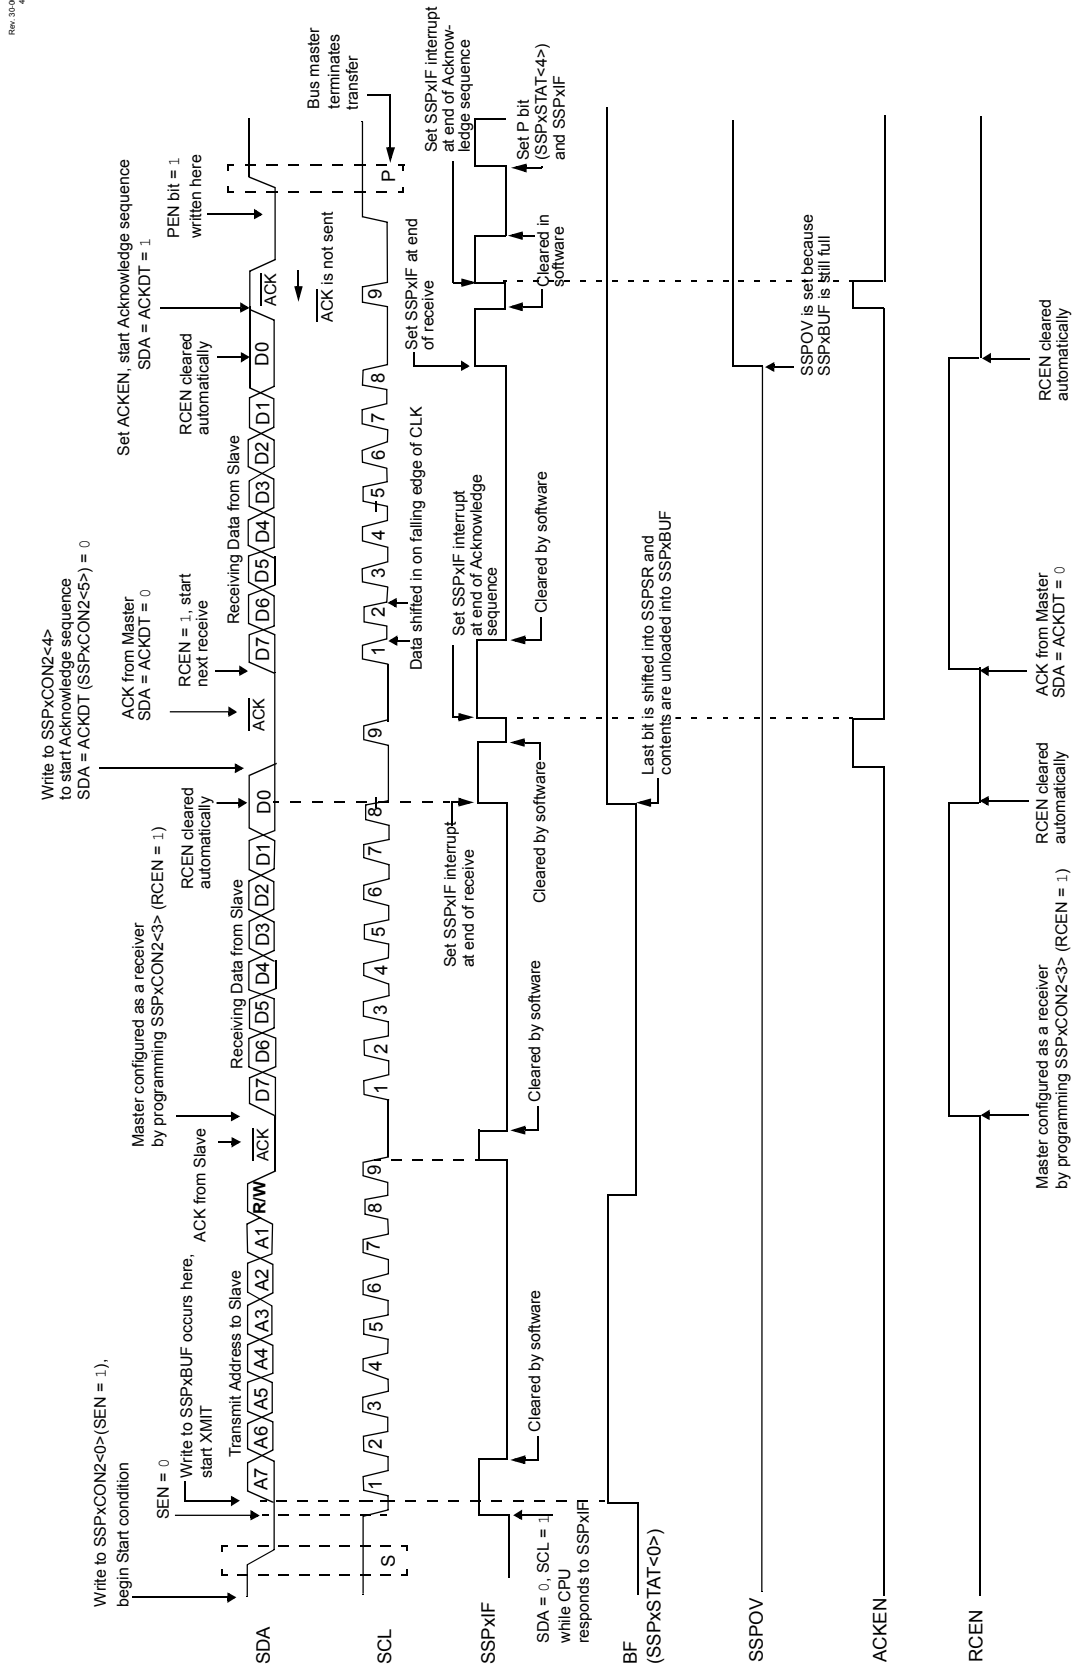 Rev. 30-0
4
Write to SSPxCON2<0>(SEN = 1),
begin Start condition
SEN = 0
Write to SSPxBUF occurs here,
start XMIT
ACK from Slave
Master configured as a receiver
by programming SSPxCON2<3> (RCEN = 1)
RCEN cleared
automatically
Write to SSPxCON2<4>
to start Acknowledge sequence
SDA = ACKDT (SSPxCON2<5>) = 0
ACK from Master
SDA = ACKDT = 0
RCEN = 1, start
next receive
Set ACKEN, start Acknowledge sequence
SDA = ACKDT = 1
RCEN cleared
automatically
PEN bit = 1
written here
Transmit Address to Slave
Receiving Data from Slave
Receiving Data from Slave
SDA
A7 A6 A5 A4 A3 A2 A1 R/W ACK D7 D6 D5 D4 D3 D2 D1 D0 ACK D7 D6 D5 D4 D3 D2 D1 D0 ACK
ACK is not sent
Bus master
terminates
transfer
SCL
S 1 2 3 4 5 6 7 8 9 1 2 3 4 5 6 7 8 9 1 2 3 4 5 6 7 8 9 P
Data shifted in on falling edge of CLK
Set SSPxIF at end
of receive
Set SSPxIF interrupt
at end of Acknow-
ledge sequence
Set SSPxIF interrupt
at end of receive
Set SSPxIF interrupt
at end of Acknowledge
sequence
SSPxIF
SDA = 0, SCL = 1
while CPU
responds to SSPxIF
Cleared by software
Cleared by software
Cleared by software
Cleared by software
Cleared in
software
Set P bit
(SSPxSTAT<4>)
and SSPxIF
BF
(SSPxSTAT<0>)
Last bit is shifted into SSPSR and
contents are unloaded into SSPxBUF
SSPOV
SSPOV is set because
SSPxBUF is still full
ACKEN
RCEN
Master configured as a receiver
by programming SSPxCON2<3> (RCEN = 1)
RCEN cleared
automatically
ACK from Master
SDA = ACKDT = 0
RCEN cleared
automatically